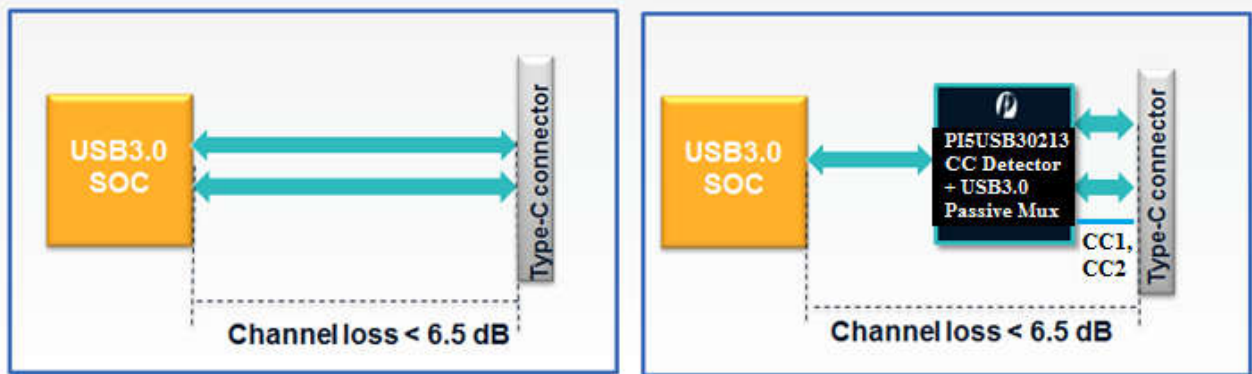 USB3.0
SOC
Type-C connector
Channel loss < 6.5 dB
USB3.0
SOC
PI5USB30213
CC Detector
+ USB3.0
Passive Mux
CC1,
CC2
Type-C connector
Channel loss < 6.5 dB